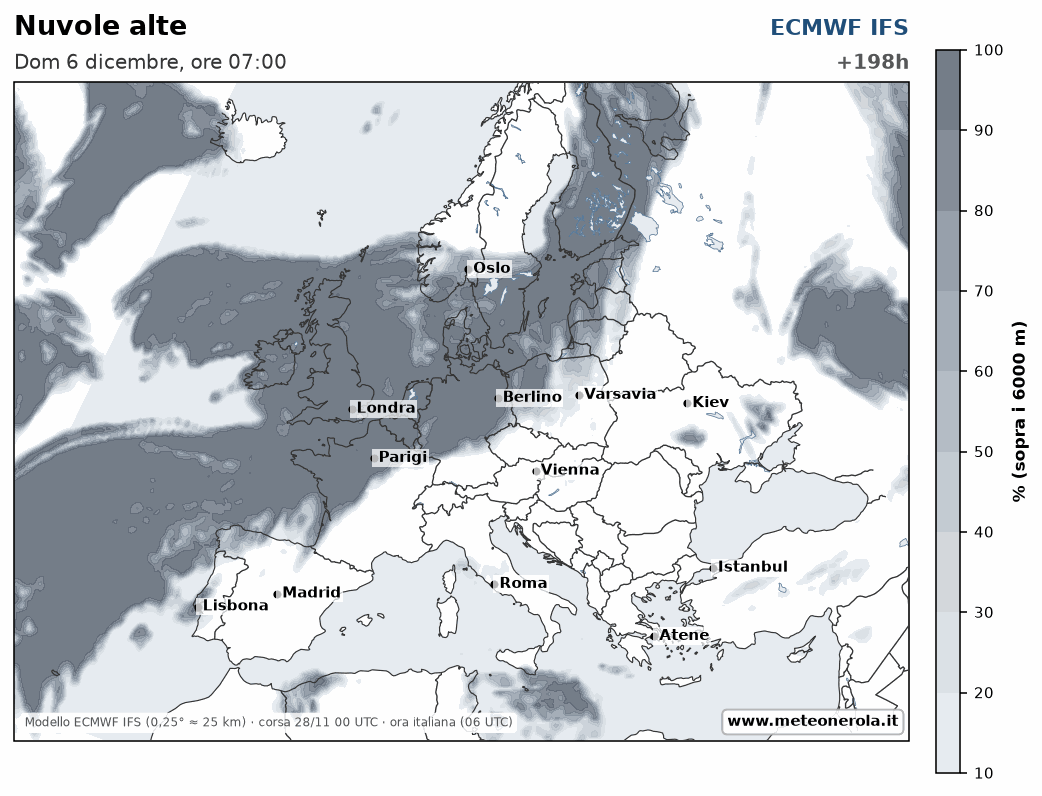 Nuvole alte
ECMWF IFS
Dom 6 dicembre, ore 07:00
+198h
100
90
80
70
60
50
40
30
20
10
% (sopra i 6000 m)
Oslo
Berlino
Varsavia
Kiev
Londra
Parigi
Vienna
Istanbul
Roma
Madrid
Lisbona
Atene
Modello ECMWF IFS (0,25° ≈ 25 km) · corsa 28/11 00 UTC · ora italiana (06 UTC)
www.meteonerola.it